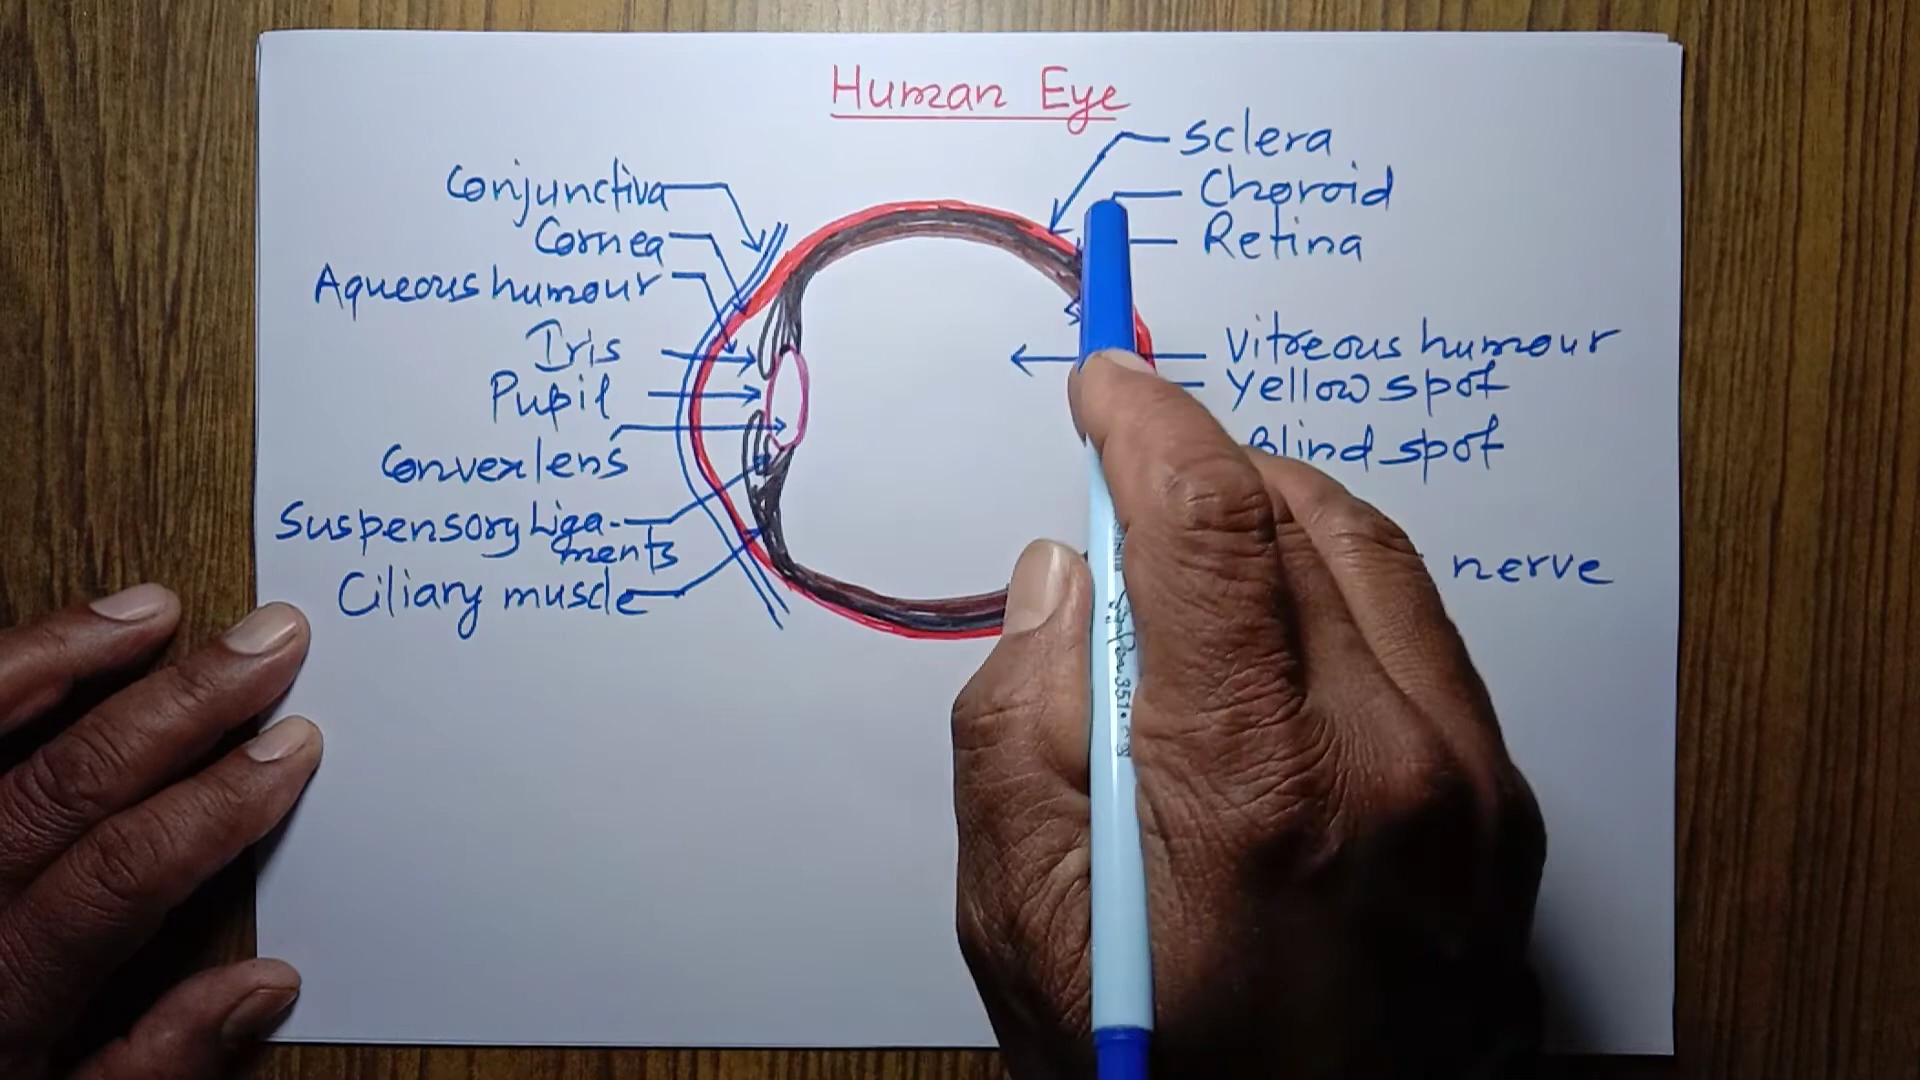 Human Eye
Conjunctiva
Cornea
Aqueous humour
Iris
Pupil
Convex lens
Suspensory Liga-
ments
Ciliary muscle
Sclera
Choroid
Retina
Vitreous humour
Yellow spot
Blind spot
nerve